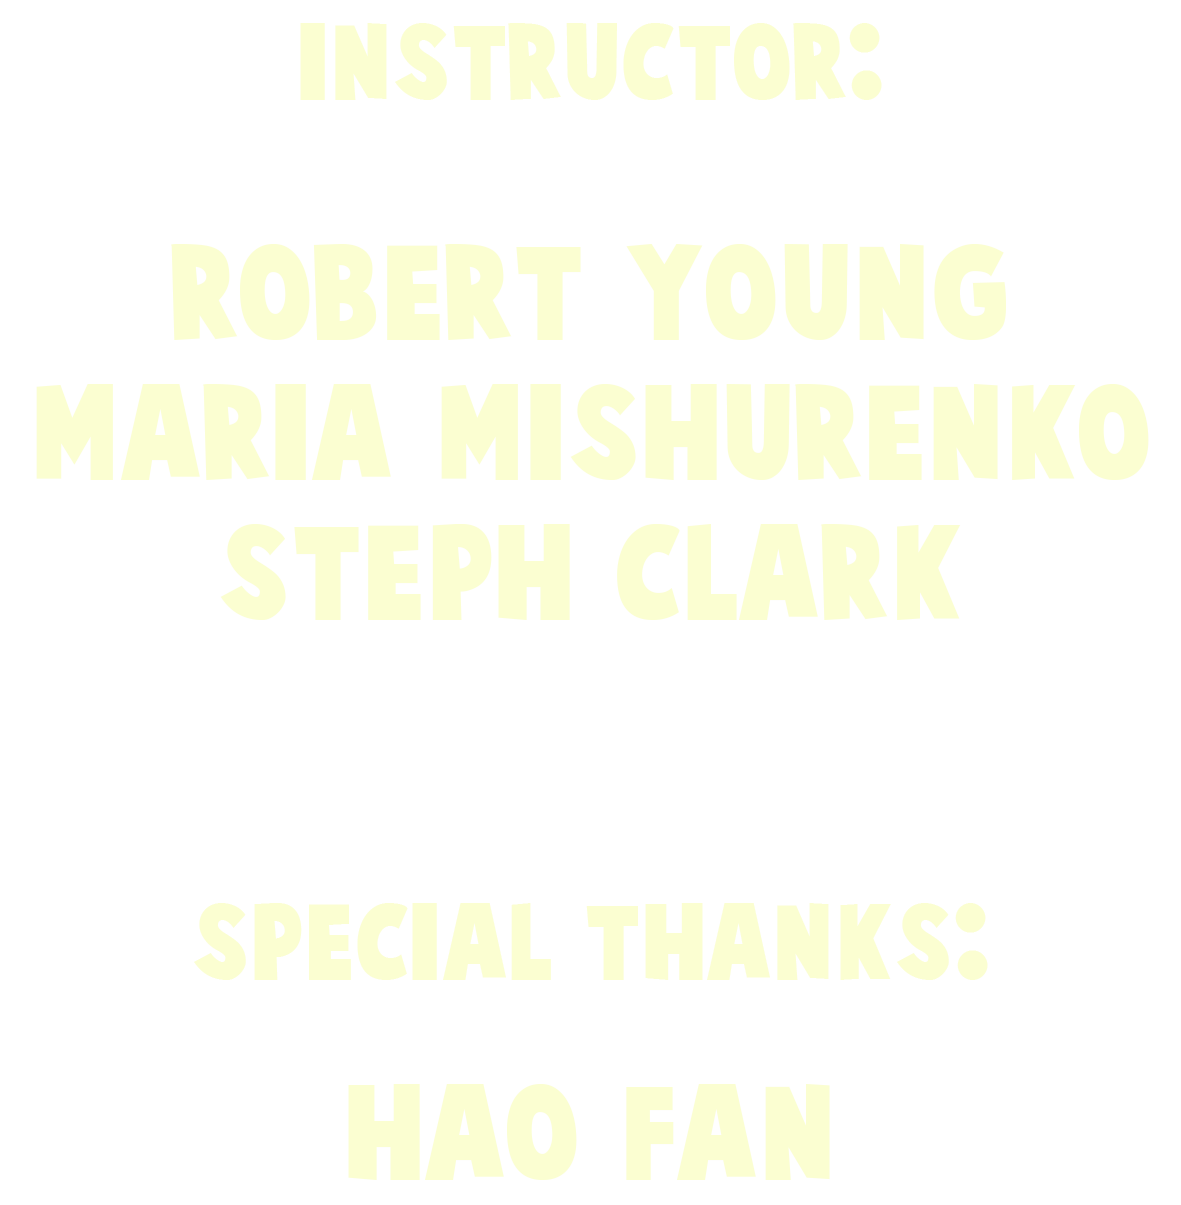 INSTRUCTOR:
ROBERT YOUNG
MARIA MISHURENKO
STEPH CLARK
SPECIAL THANKS:
HAO FAN